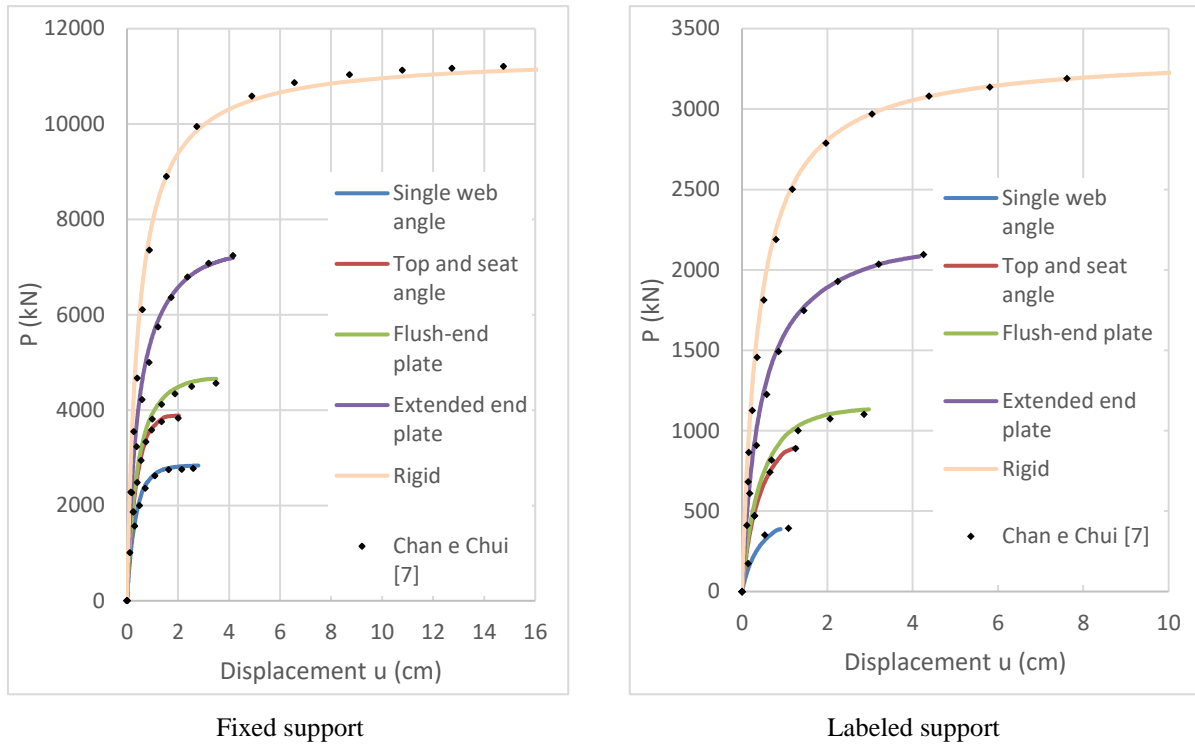 12000
10000
8000
6000
4000
2000
0
P (kN)
0 2 4 6 8 10 12 14 16
Displacement u (cm)
Single web
angle
Top and seat
angle
Flush-end
plate
Extended end
plate
Rigid
Chan e Chui
[7]
Fixed support
3500
3000
2500
2000
1500
1000
500
0
P (kN)
0 2 4 6 8 10
Displacement u (cm)
Single web
angle
Top and seat
angle
Flush-end plate
Extended end
plate
Rigid
Chan e Chui [7]
Labeled support